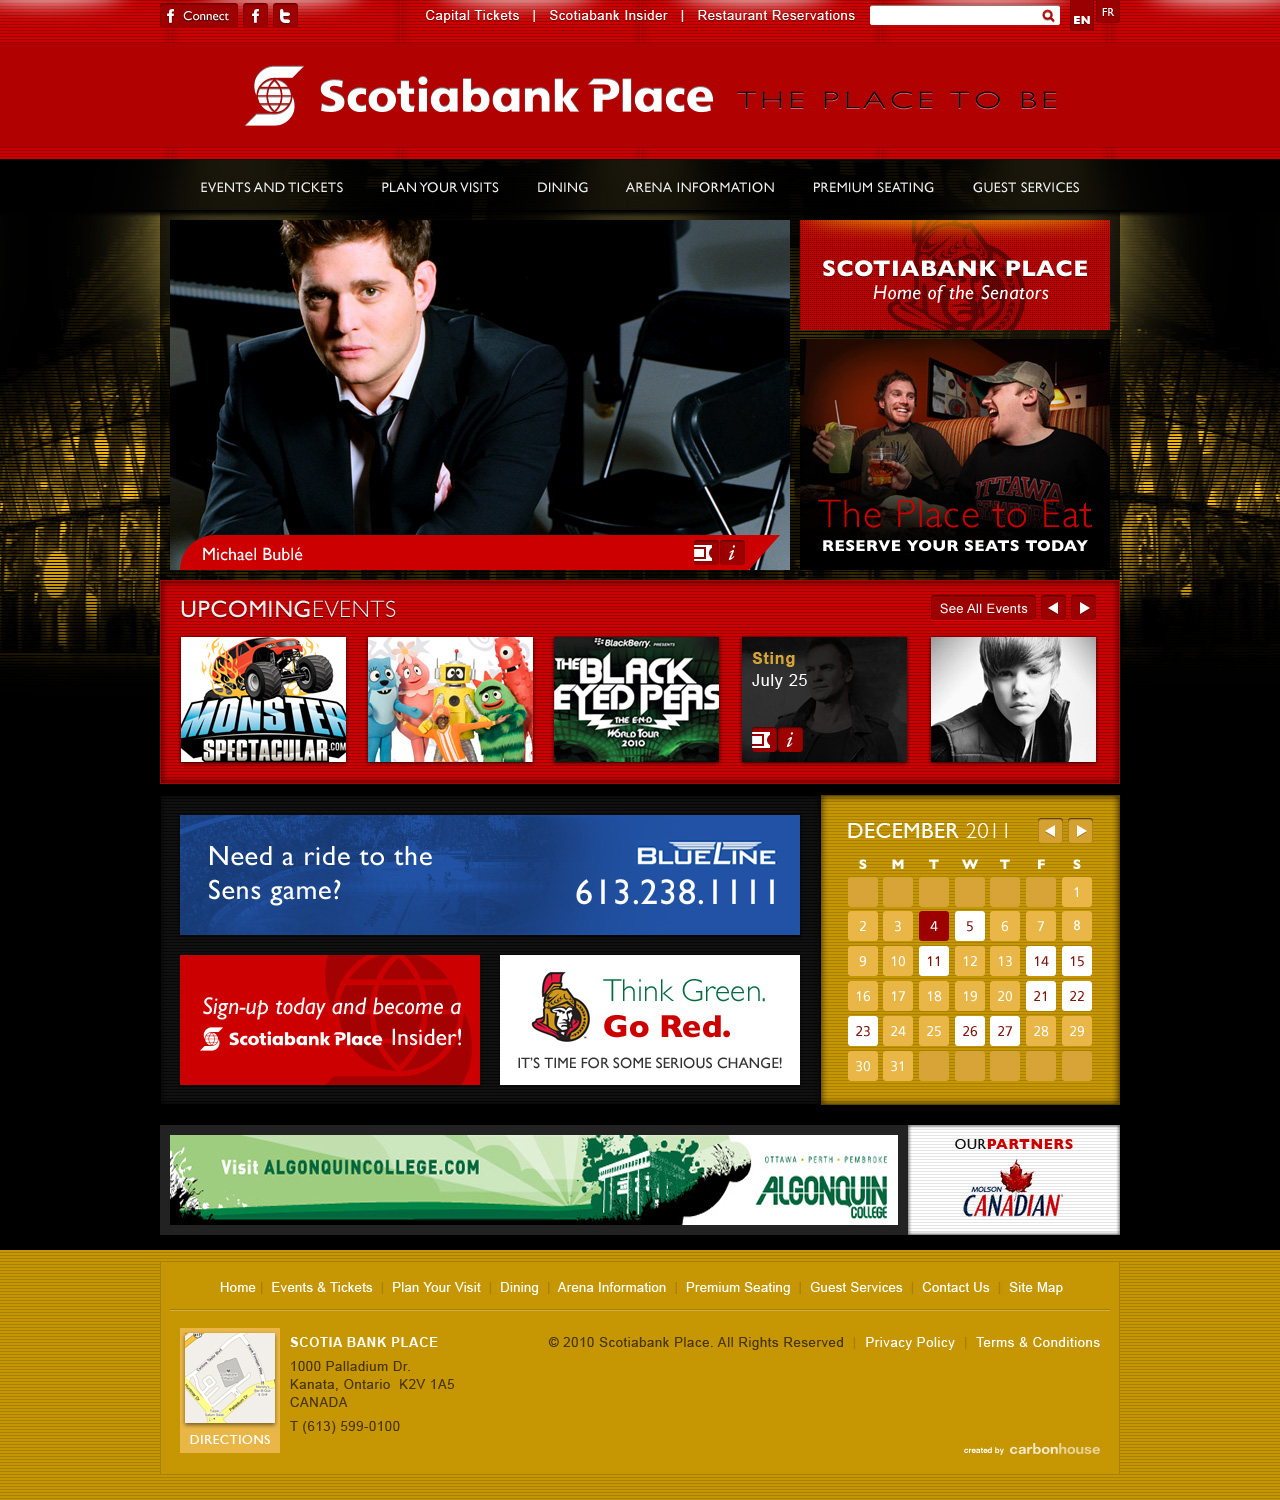 Connect
Capital Tickets | Scotiabank Insider | Restaurant Reservations
EN
FR
Scotiabank Place THE PLACE TO BE
EVENTS AND TICKETS PLAN YOUR VISITS DINING ARENA INFORMATION PREMIUM SEATING GUEST SERVICES
SCOTIABANK PLACE
Home of the Senators
OTTAWA
The Place to Eat
RESERVE YOUR SEATS TODAY
Michael Bublé
UPCOMINGEVENTS
See All Events
MONSTER
SPECTACULAR.COM
BlackBerry PRESENTS
THE BLACK
EYED PEAS
THE E.N.D
WORLD TOUR
2010
Sting
July 25
Need a ride to the
Sens game?
BLUELINE
613.238.1111
Sign-up today and become a
Scotiabank Place Insider!
Think Green.
Go Red.
IT'S TIME FOR SOME SERIOUS CHANGE!
DECEMBER 2011
S M T W T F S
1
2 3 4 5 6 7 8
9 10 11 12 13 14 15
16 17 18 19 20 21 22
23 24 25 26 27 28 29
30 31
Visit ALGONQUINCOLLEGE.COM
OTTAWA • PERTH • PEMBROKE
ALGONQUIN
COLLEGE
OURPARTNERS
MOLSON
CANADIAN
Home | Events & Tickets | Plan Your Visit | Dining | Arena Information | Premium Seating | Guest Services | Contact Us | Site Map
DIRECTIONS
SCOTIA BANK PLACE
1000 Palladium Dr.
Kanata, Ontario K2V 1A5
CANADA
T (613) 599-0100
© 2010 Scotiabank Place. All Rights Reserved | Privacy Policy | Terms & Conditions
created by carbonhouse